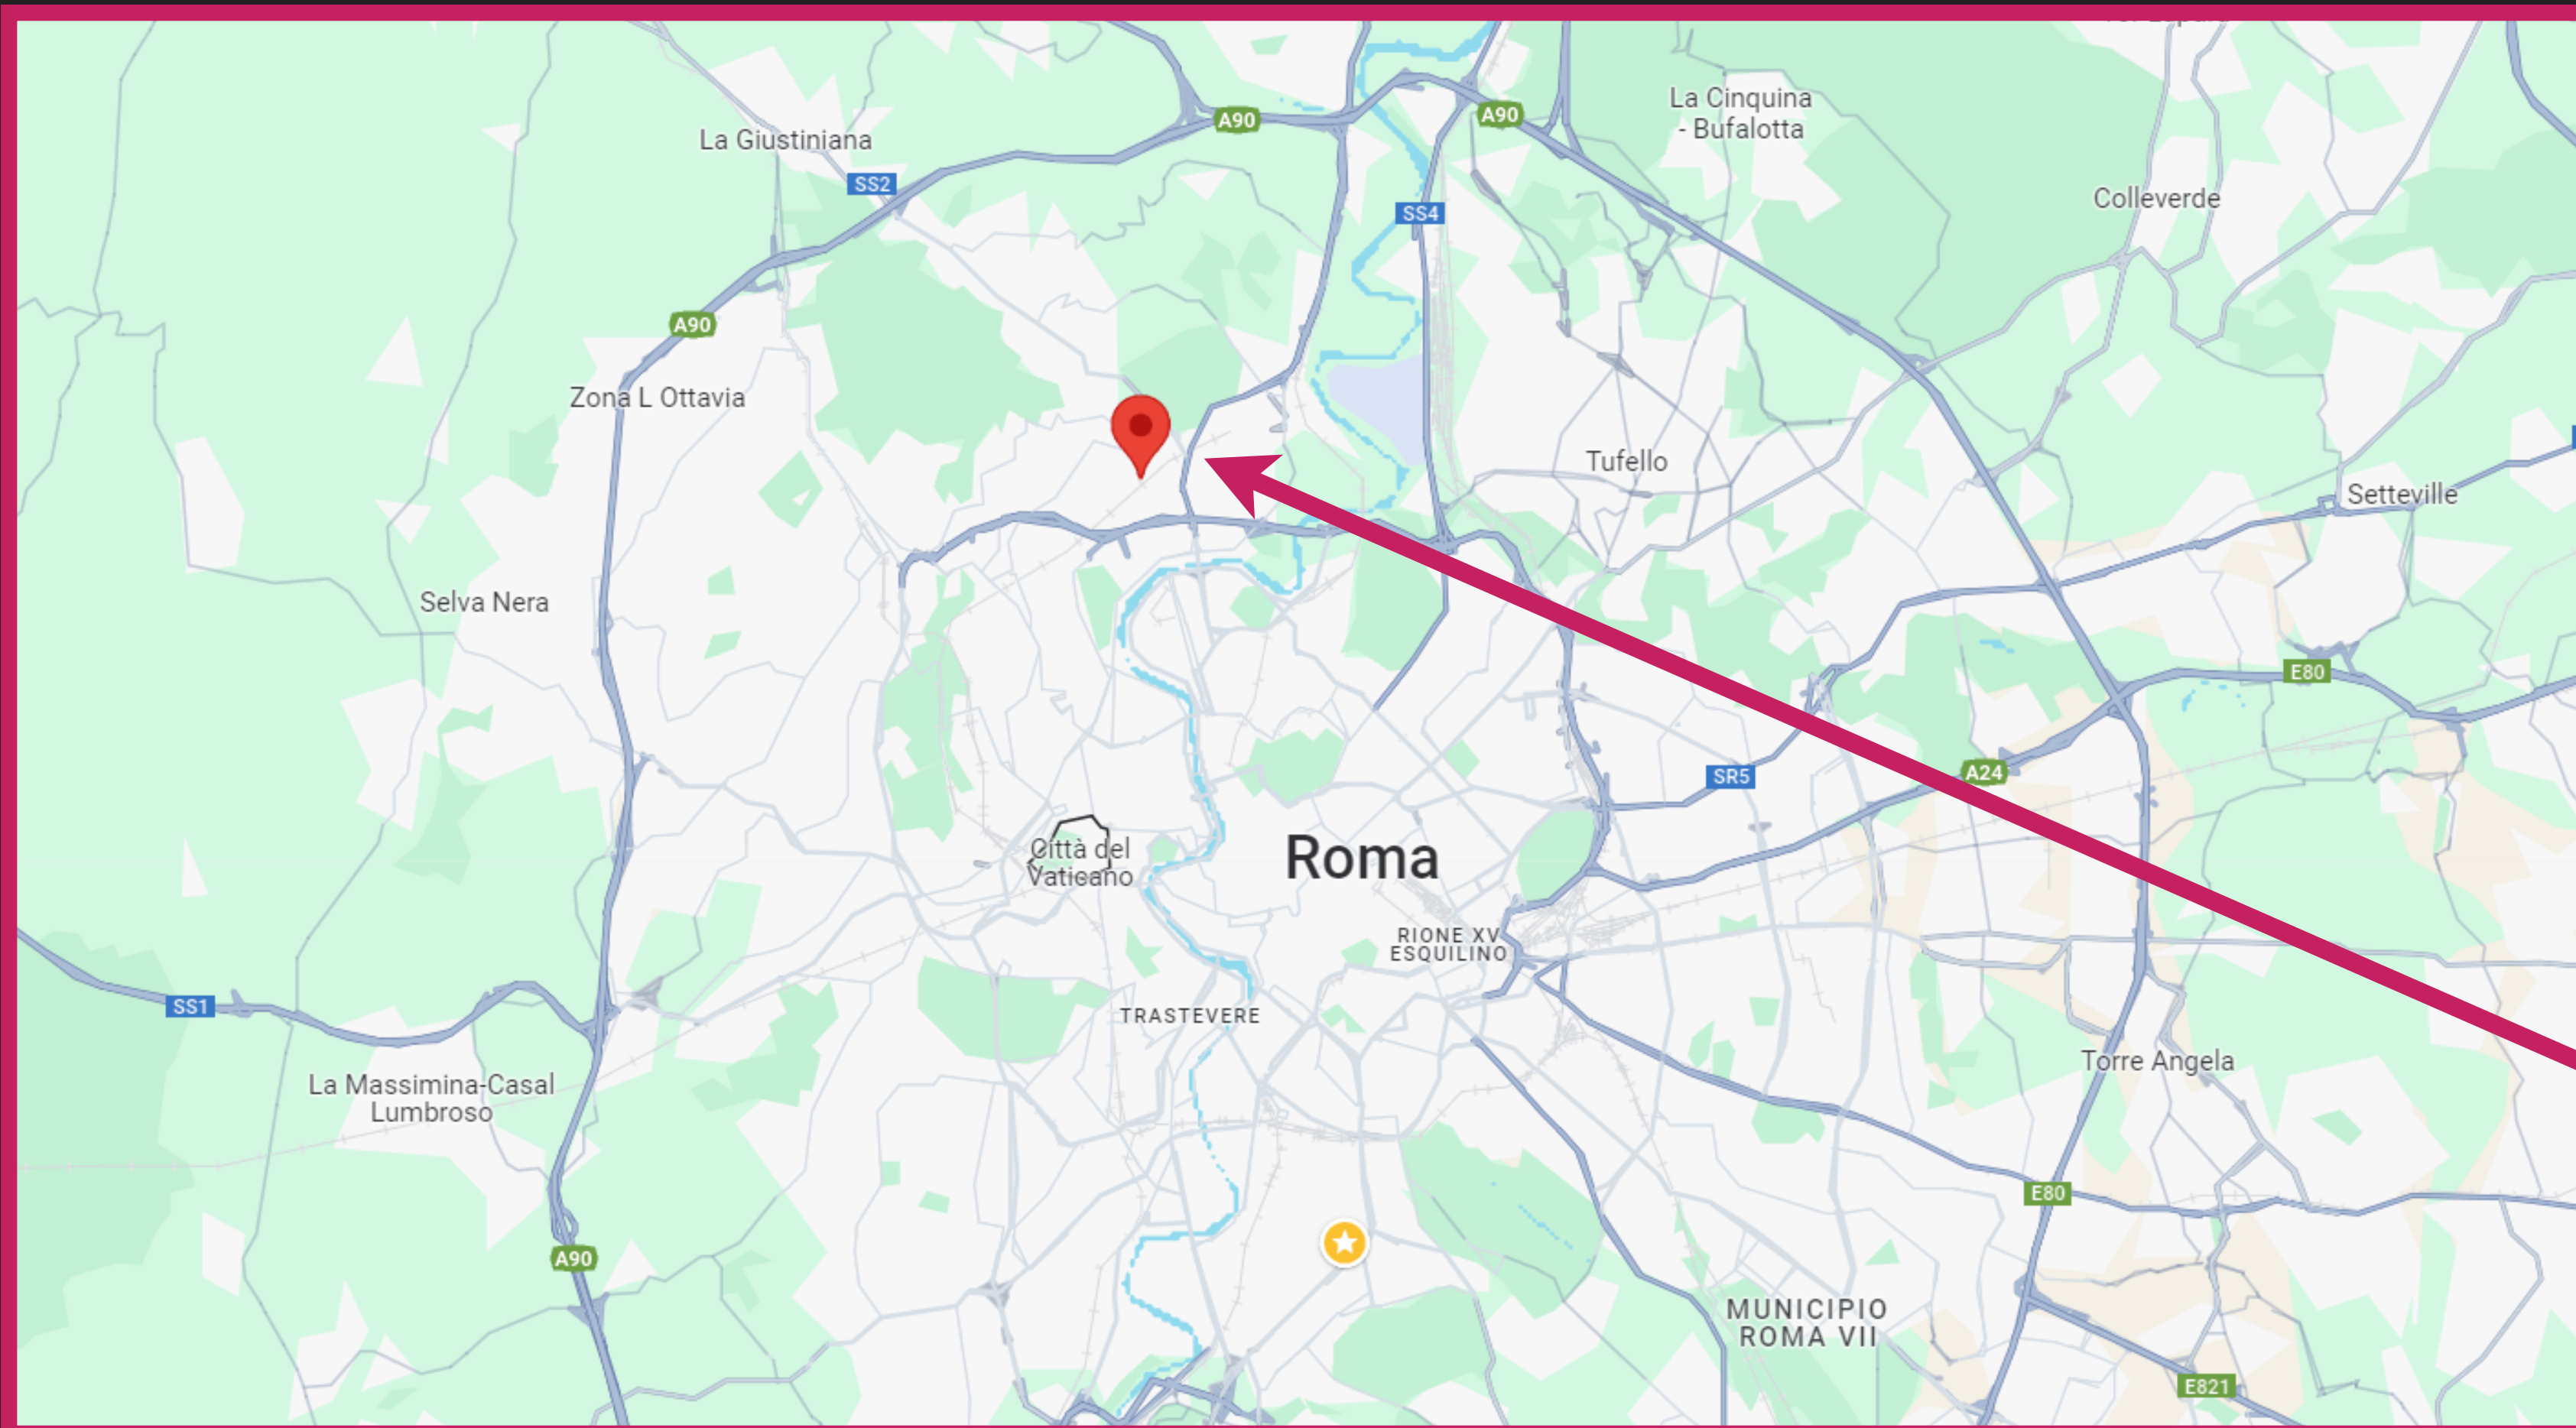 A90
A90
La Cinquina
- Bufalotta
La Giustiniana
SS2
Colleverde
SS4
A90
Zona L Ottavia
Tufello
Setteville
Selva Nera
E80
A24
SR5
Città del
Vaticano
Roma
RIONE XV
ESQUILINO
SS1
TRASTEVERE
Torre Angela
La Massimina-Casal
Lumbroso
E80
A90
MUNICIPIO
ROMA VII
E821